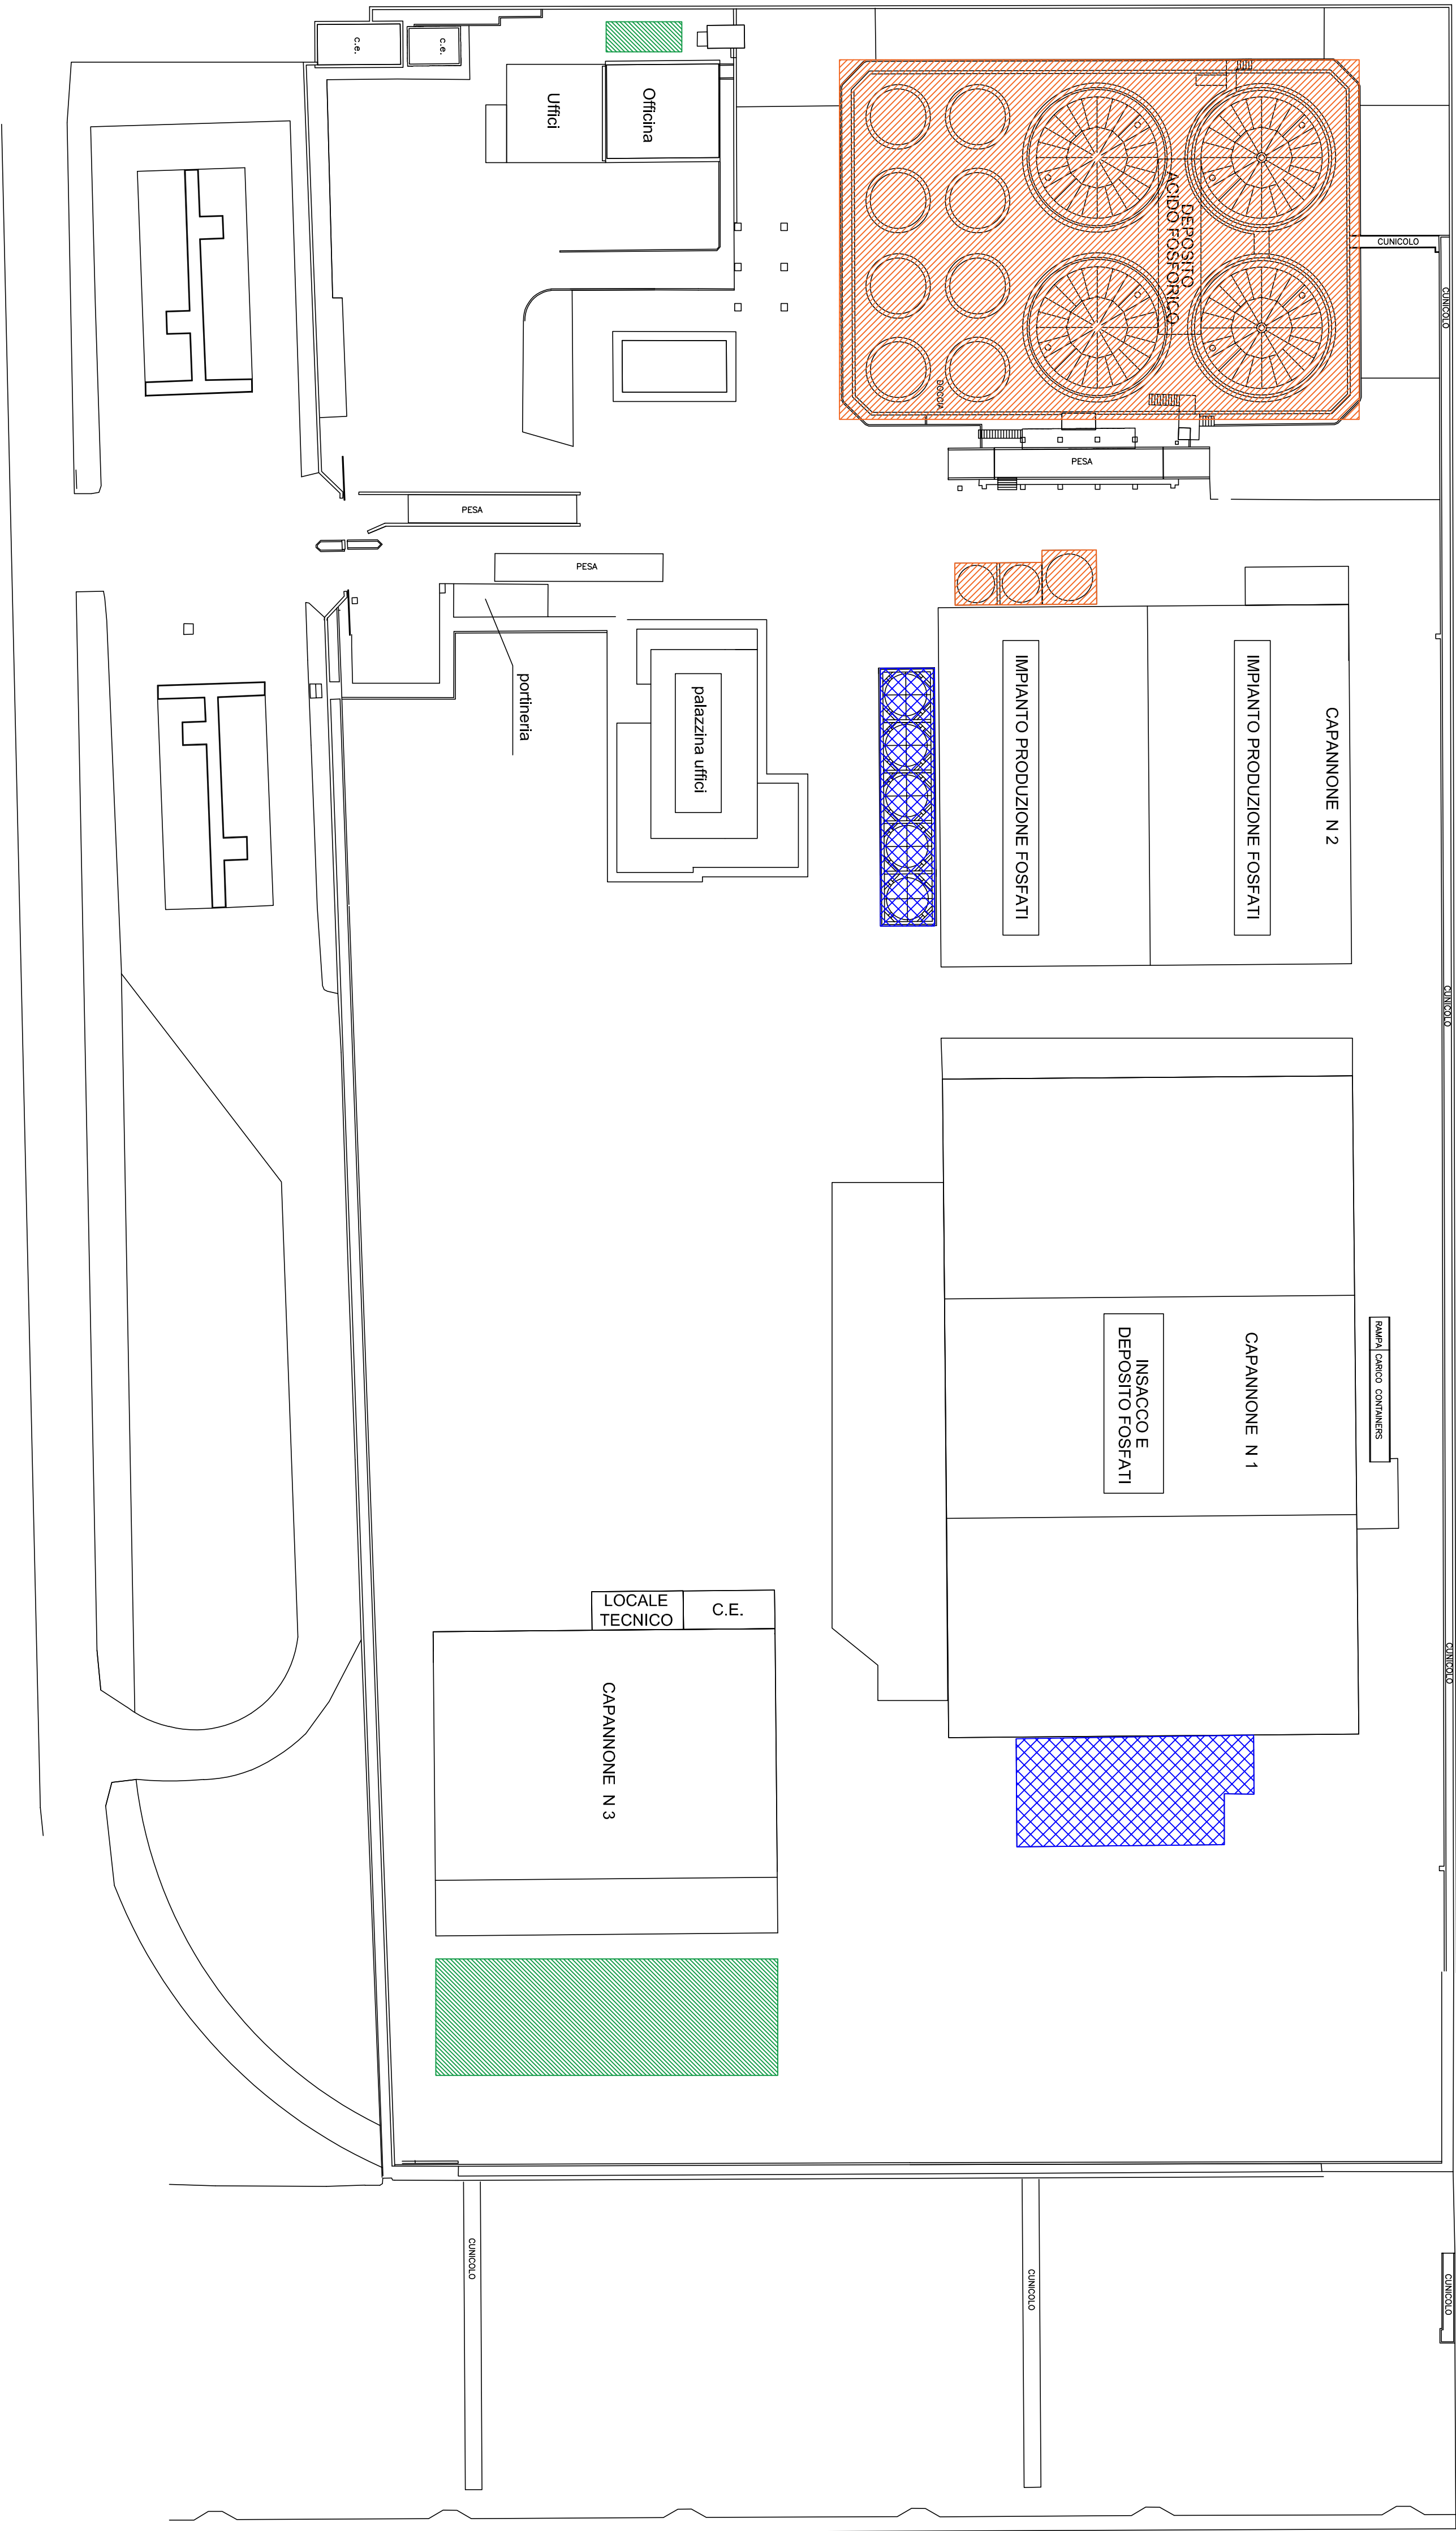 c.e.
c.e.
Uffici
Officina
DEPOSITO
ACIDO FOSFORICO
DOCCIA
CUNICOLO
CUNICOLO
PESA
PESA
PESA
portineria
palazzina uffici
IMPIANTO PRODUZIONE FOSFATI
IMPIANTO PRODUZIONE FOSFATI
CAPANNONE N 2
CUNICOLO
CAPANNONE N 1
INSACCO E
DEPOSITO FOSFATI
RAMPA CARICO CONTAINERS
LOCALE
TECNICO
C.E.
CAPANNONE N 3
CUNICOLO
CUNICOLO
CUNICOLO
CUNICOLO